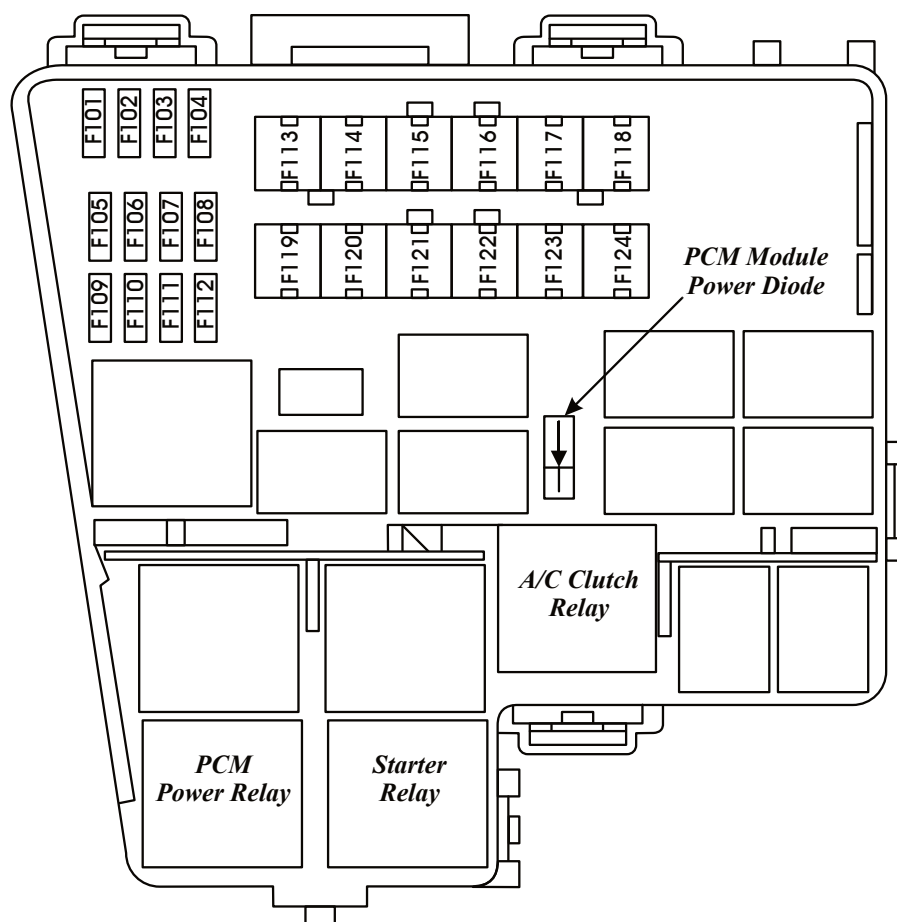 F101
F102
F103
F104
F113
F114
F115
F116
F117
F118
F105
F106
F107
F108
F119
F120
F121
F122
F123
F124
PCM Module
Power Diode
F109
F110
F111
F112
A/C Clutch
Relay
PCM
Power Relay
Starter
Relay